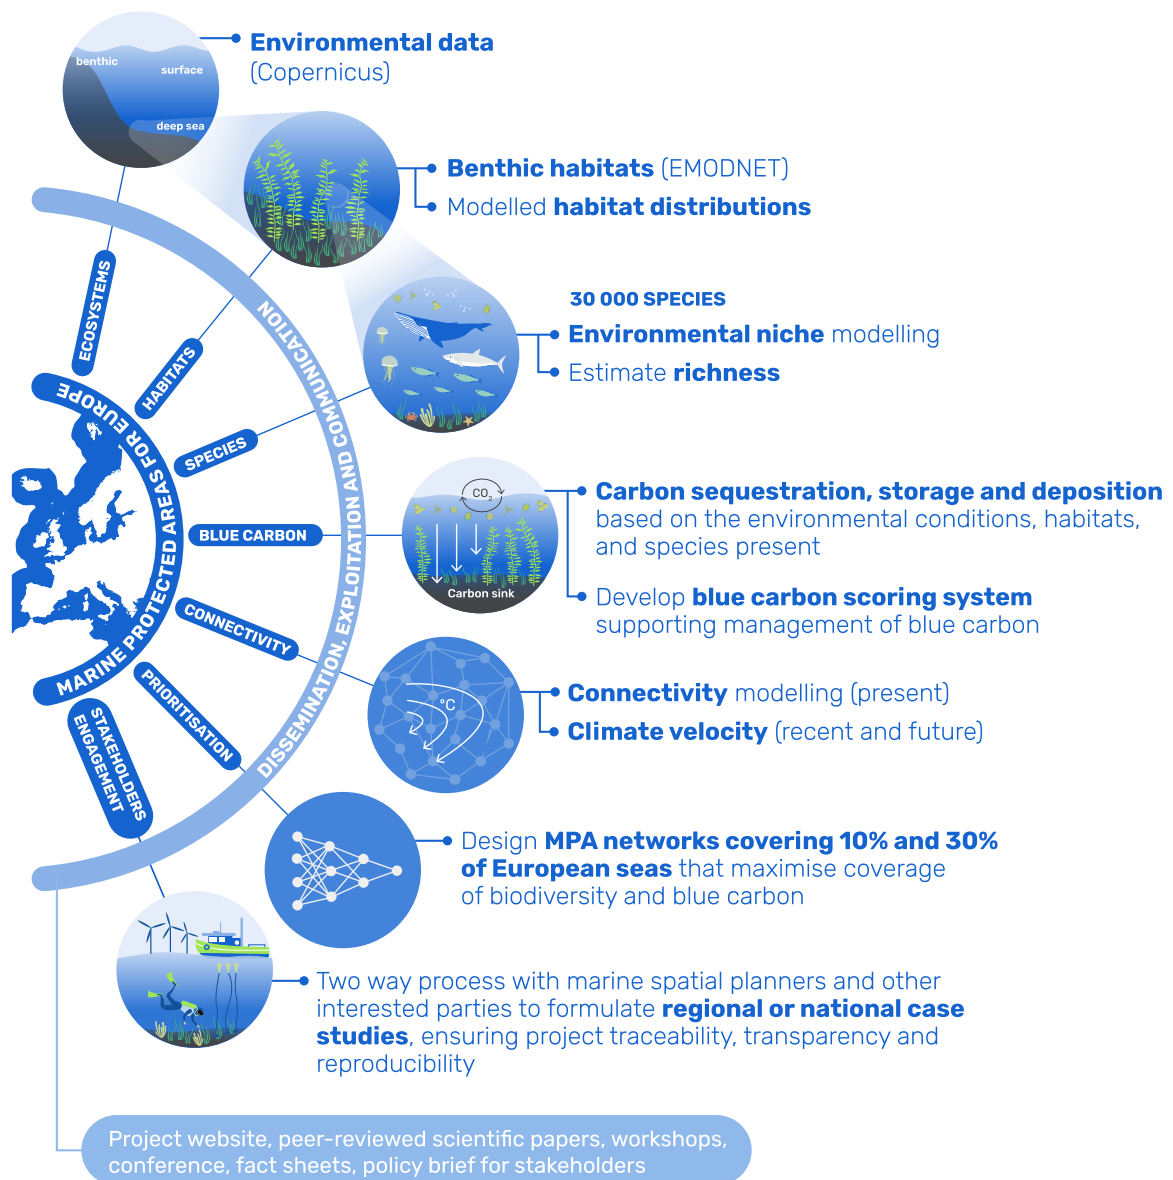 benthic
surface
deep sea
Environmental data
(Copernicus)
Benthic habitats (EMODNET)
Modelled habitat distributions
30 000 SPECIES
Environmental niche modelling
Estimate richness
ECOSYSTEMS
HABITATS
SPECIES
BLUE CARBON
CONNECTIVITY
PRIORITISATION
STAKEHOLDERS
ENGAGEMENT
MARINE PROTECTED AREAS FOR EUROPE
DISSEMINATION, EXPLOITATION AND COMMUNICATION
CO2
Carbon sink
Carbon sequestration, storage and deposition
based on the environmental conditions, habitats,
and species present
Develop blue carbon scoring system
supporting management of blue carbon
°C
Connectivity modelling (present)
Climate velocity (recent and future)
Design MPA networks covering 10% and 30%
of European seas that maximise coverage
of biodiversity and blue carbon
Two way process with marine spatial planners and other
interested parties to formulate regional or national case
studies, ensuring project traceability, transparency and
reproducibility
Project website, peer-reviewed scientific papers, workshops,
conference, fact sheets, policy brief for stakeholders